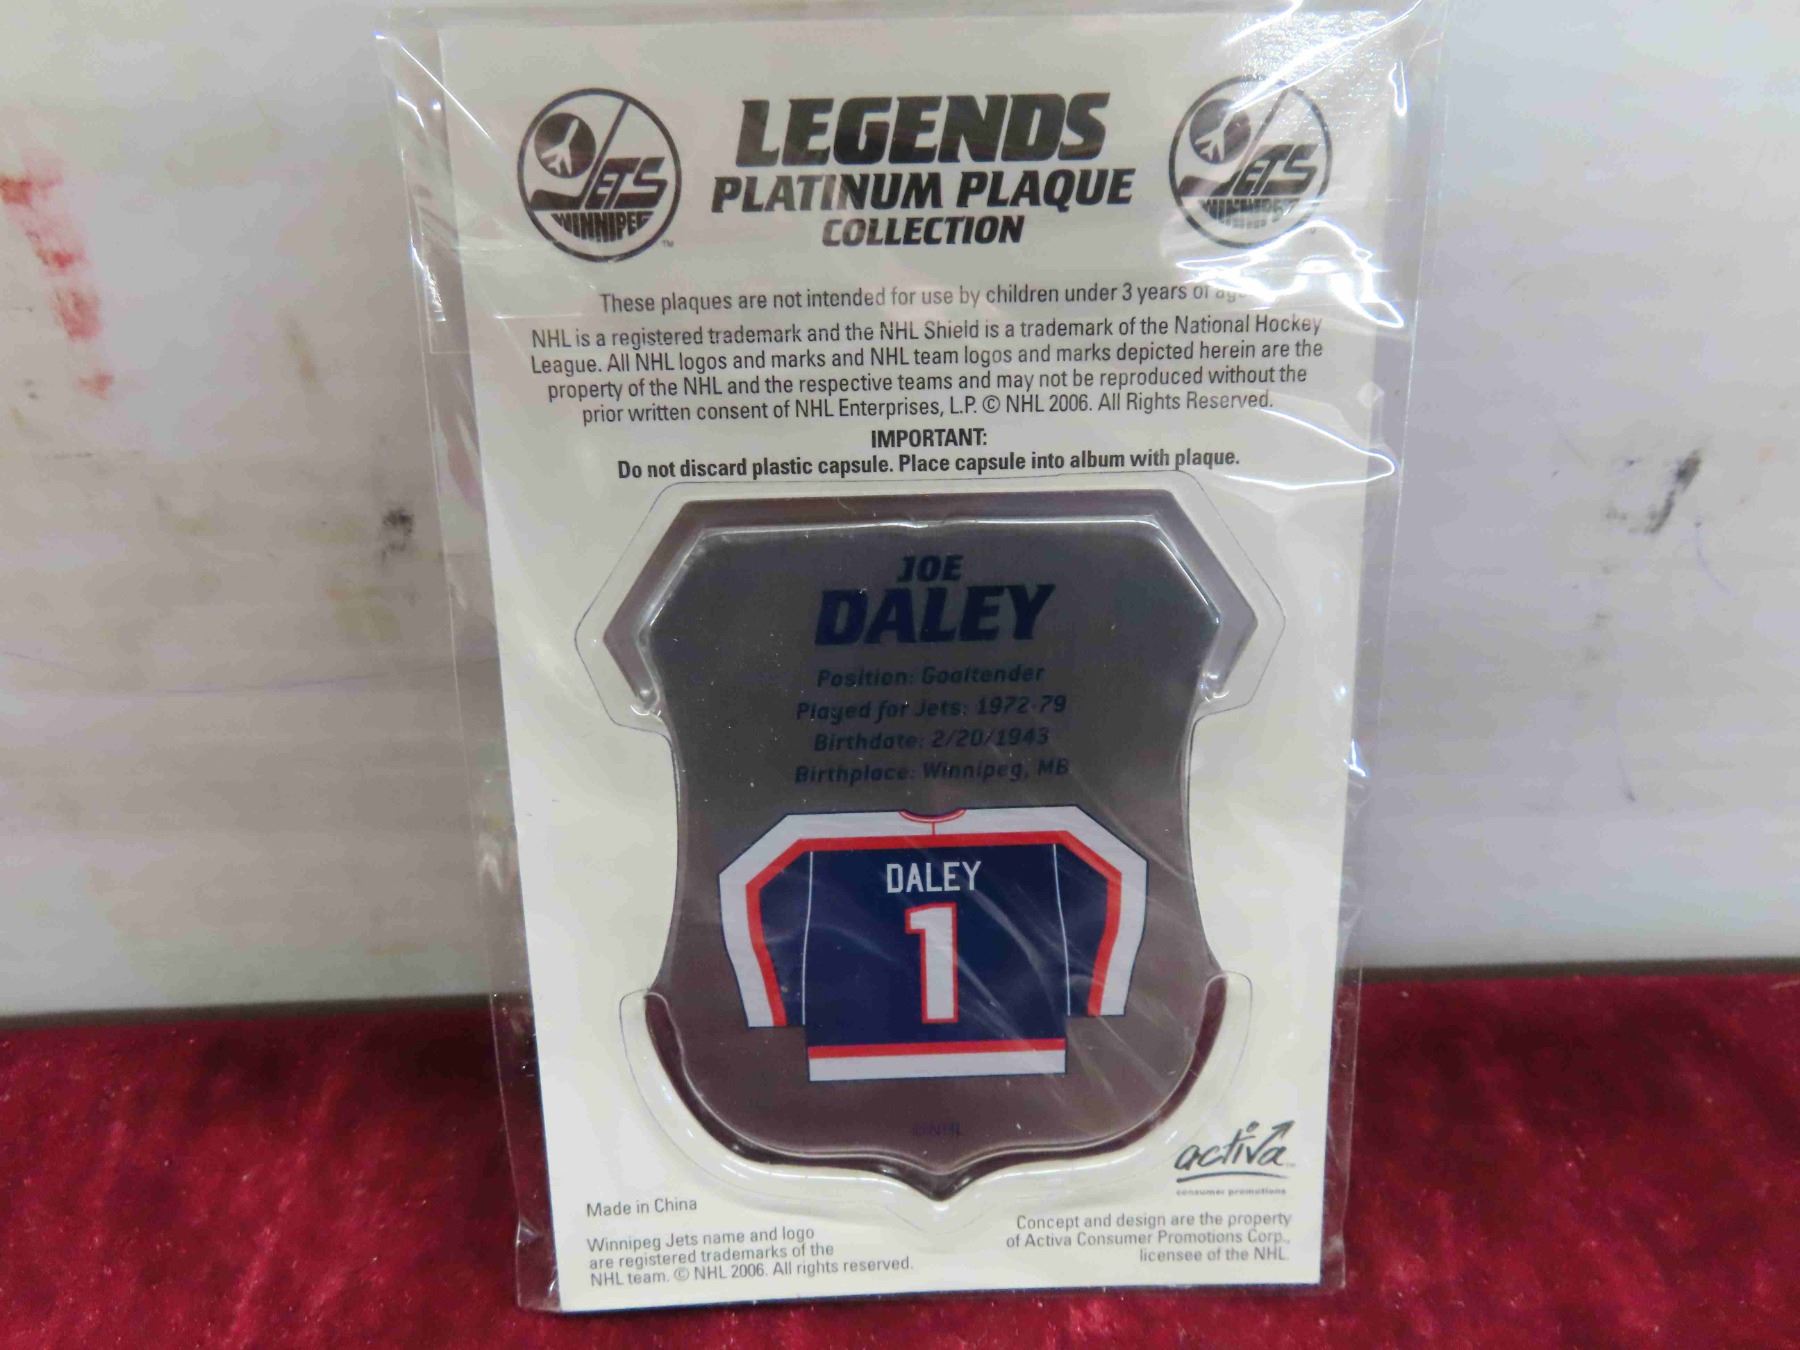 JETS
WINNIPEG
TM
LEGENDS
PLATINUM PLAQUE
COLLECTION
JETS
WINNIPEG
These plaques are not intended for use by children under 3 years of
NHL is a registered trademark and the NHL Shield is a trademark of the National Hockey
League. All NHL logos and marks and NHL team logos and marks depicted herein are the
property of the NHL and the respective teams and may not be reproduced without the
prior written consent of NHL Enterprises, L.P. © NHL 2006. All Rights Reserved.
IMPORTANT:
Do not discard plastic capsule. Place capsule into album with plaque.
JOE
DALEY
Position: Goaltender
Played for Jets: 1972-79
Birthdate: 2/20/1943
Birthplace: Winnipeg, MB
DALEY
1
©NHL
activa
consumer promotions
Made in China
Winnipeg Jets name and logo
are registered trademarks of the
NHL team. © NHL 2006. All rights reserved.
Concept and design are the property
of Activa Consumer Promotions Corp.,
licensee of the NHL.